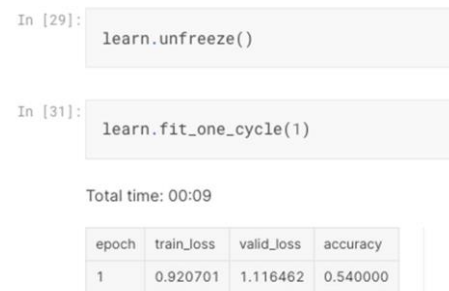 In [29]:
learn.unfreeze()
In [31]:
learn.fit_one_cycle(1)
Total time: 00:09
epoch train_loss valid_loss accuracy
1 0.920701 1.116462 0.540000